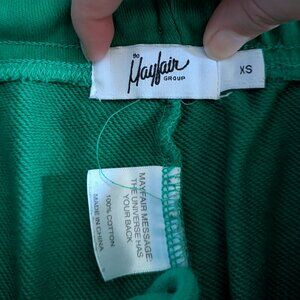 THE
Mayfair
GROUP
XS
MAYFAIR MESSAGE:
THE UNIVERSE HAS
YOUR BACK
100% COTTON
MADE IN CHINA